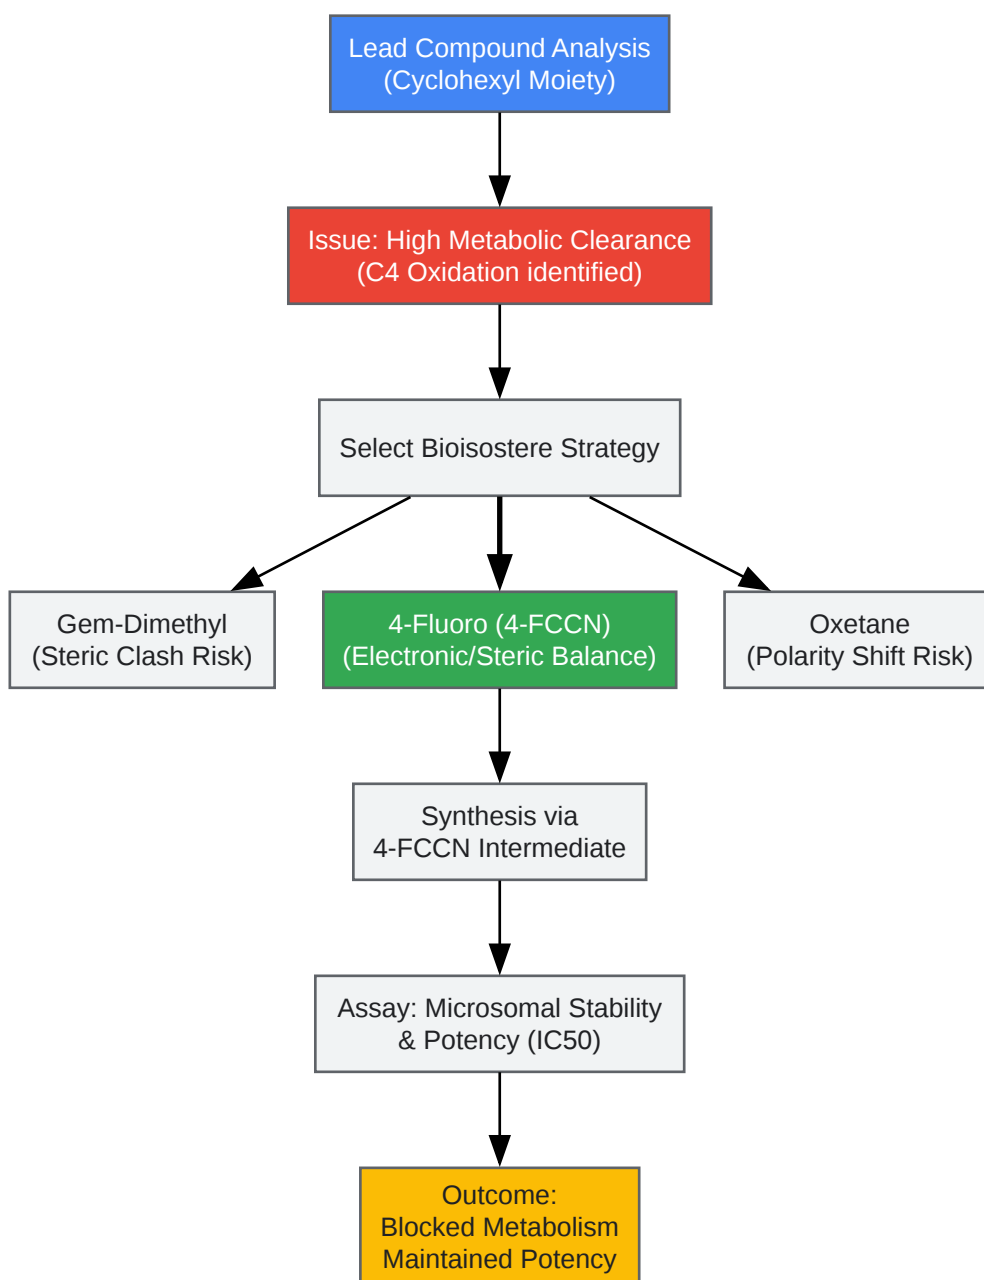 Lead Compound Analysis
(Cyclohexyl Moiety)
Issue: High Metabolic Clearance
(C4 Oxidation identified)
Select Bioisostere Strategy
Gem-Dimethyl
(Steric Clash Risk)
4-Fluoro (4-FCCN)
(Electronic/Steric Balance)
Oxetane
(Polarity Shift Risk)
Synthesis via
4-FCCN Intermediate
Assay: Microsomal Stability
& Potency (IC50)
Outcome:
Blocked Metabolism
Maintained Potency